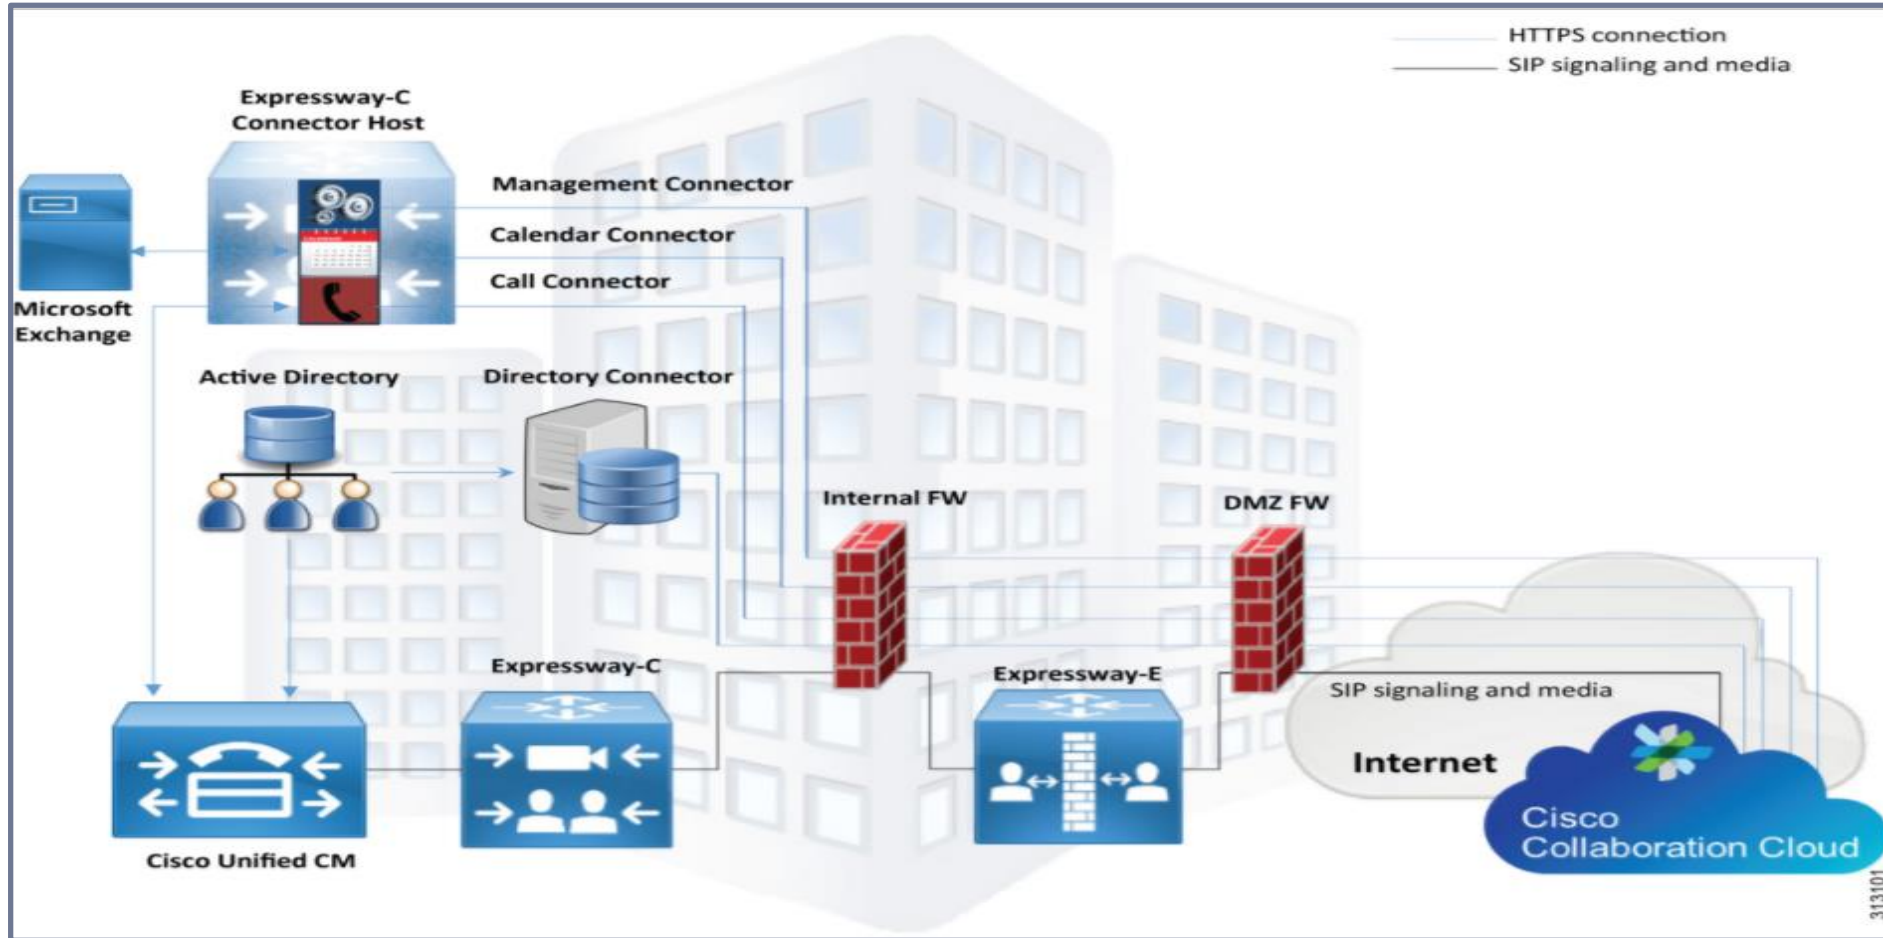 HTTPS connection
SIP signaling and media
Expressway-C
Connector Host
Management Connector
Calendar Connector
Call Connector
Microsoft
Exchange
Active Directory
Directory Connector
Internal FW
DMZ FW
Expressway-C
Expressway-E
SIP signaling and media
Internet
Cisco
Collaboration Cloud
Cisco Unified CM
313101